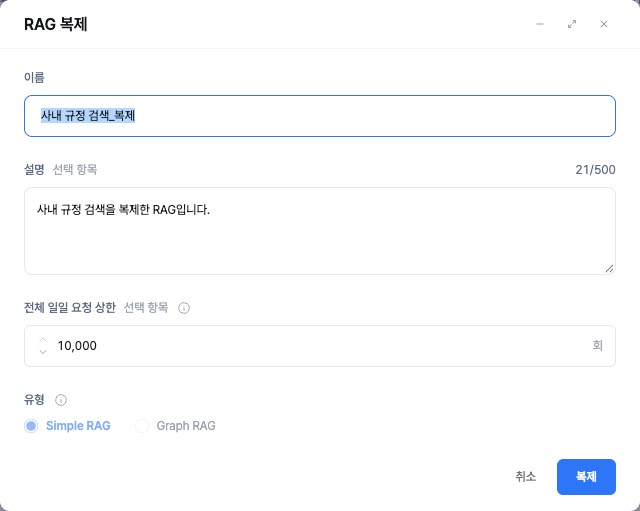 RAG 복제
이름
사내 규정 검색_복제
설명 선택 항목 21/500
사내 규정 검색을 복제한 RAG입니다.
전체 일일 요청 상한 선택 항목
10,000 회
유형
Simple RAG Graph RAG
취소 복제